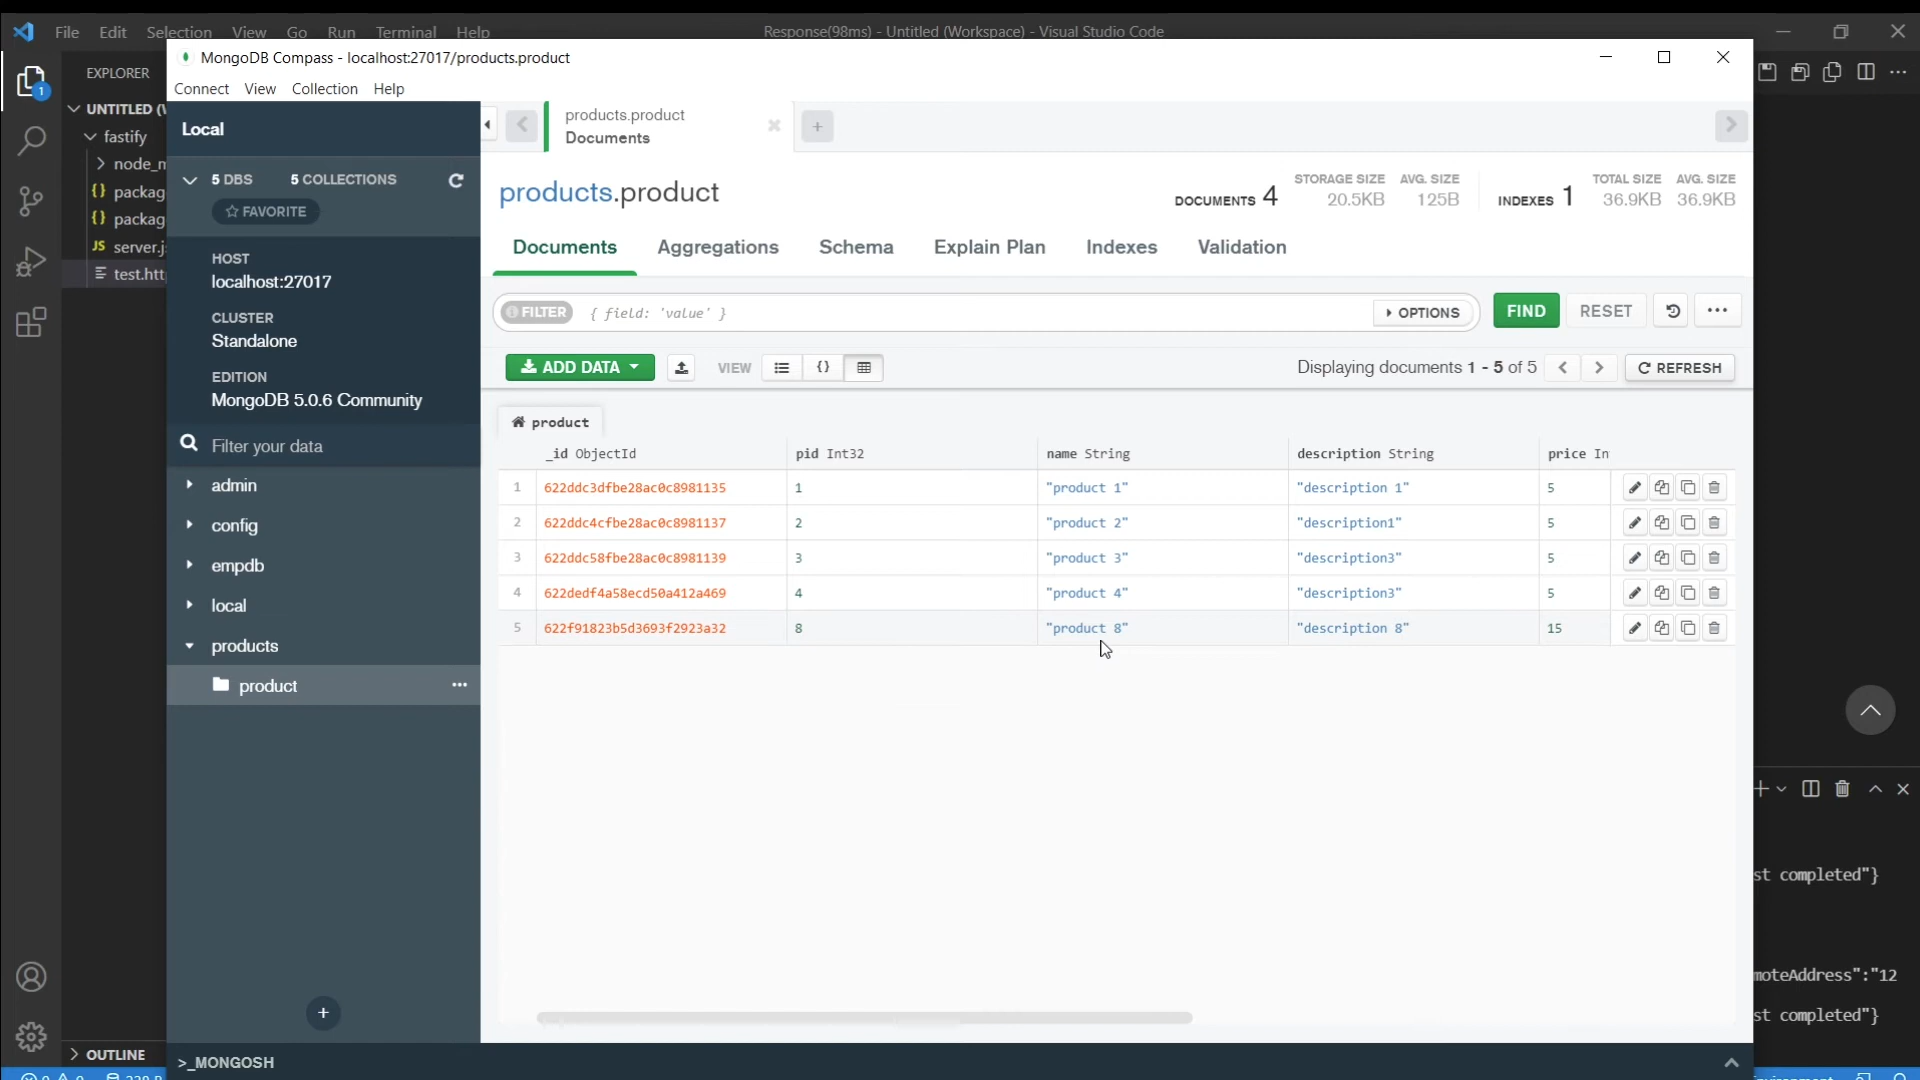 File Edit Selection View Go Run Terminal Help
Response(98ms) - Untitled (Workspace) - Visual Studio Code
EXPLORER
1
UNTITLED (W
fastify
node_m
{} packag
{} packag
JS server.j
test.htt
OUTLINE
MongoDB Compass - localhost:27017/products.product
Connect View Collection Help
Local
5 DBS 5 COLLECTIONS
FAVORITE
HOST
localhost:27017
CLUSTER
Standalone
EDITION
MongoDB 5.0.6 Community
Filter your data
admin
config
empdb
local
products
product
products.product
Documents
products.product
DOCUMENTS 4
STORAGE SIZE
20.5KB
AVG. SIZE
125B
INDEXES 1
TOTAL SIZE
36.9KB
AVG. SIZE
36.9KB
Documents Aggregations Schema Explain Plan Indexes Validation
FILTER { field: 'value' } OPTIONS FIND RESET
ADD DATA VIEW {} Displaying documents 1 - 5 of 5 REFRESH
product
_id ObjectId pid Int32 name String description String price In
1 622ddc3dfbe28ac0c8981135 1 "product 1" "description 1" 5
2 622ddc4cfbe28ac0c8981137 2 "product 2" "description1" 5
3 622ddc58fbe28ac0c8981139 3 "product 3" "description3" 5
4 622dedf4a58ecd50a412a469 4 "product 4" "description3" 5
5 622f91823b5d3693f2923a32 8 "product 8" "description 8" 15
>_MONGOSH
st completed"}
moteAddress":"12
st completed"}